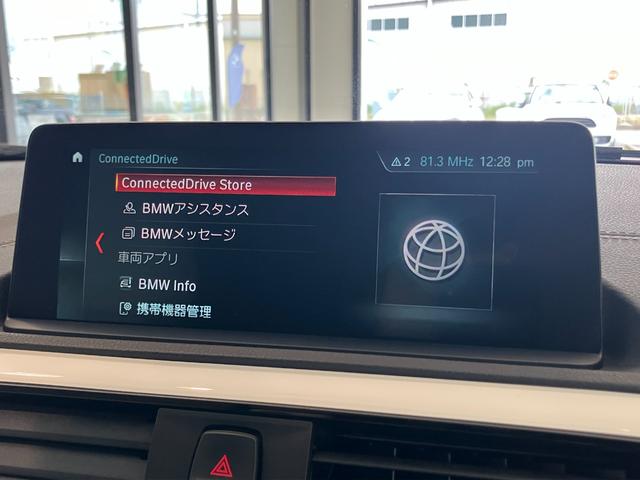 ConnectedDrive
2 81.3 MHz 12:28 pm
ConnectedDrive Store
BMWアシスタンス
BMWメッセージ
車両アプリ
BMW Info
携帯機器管理